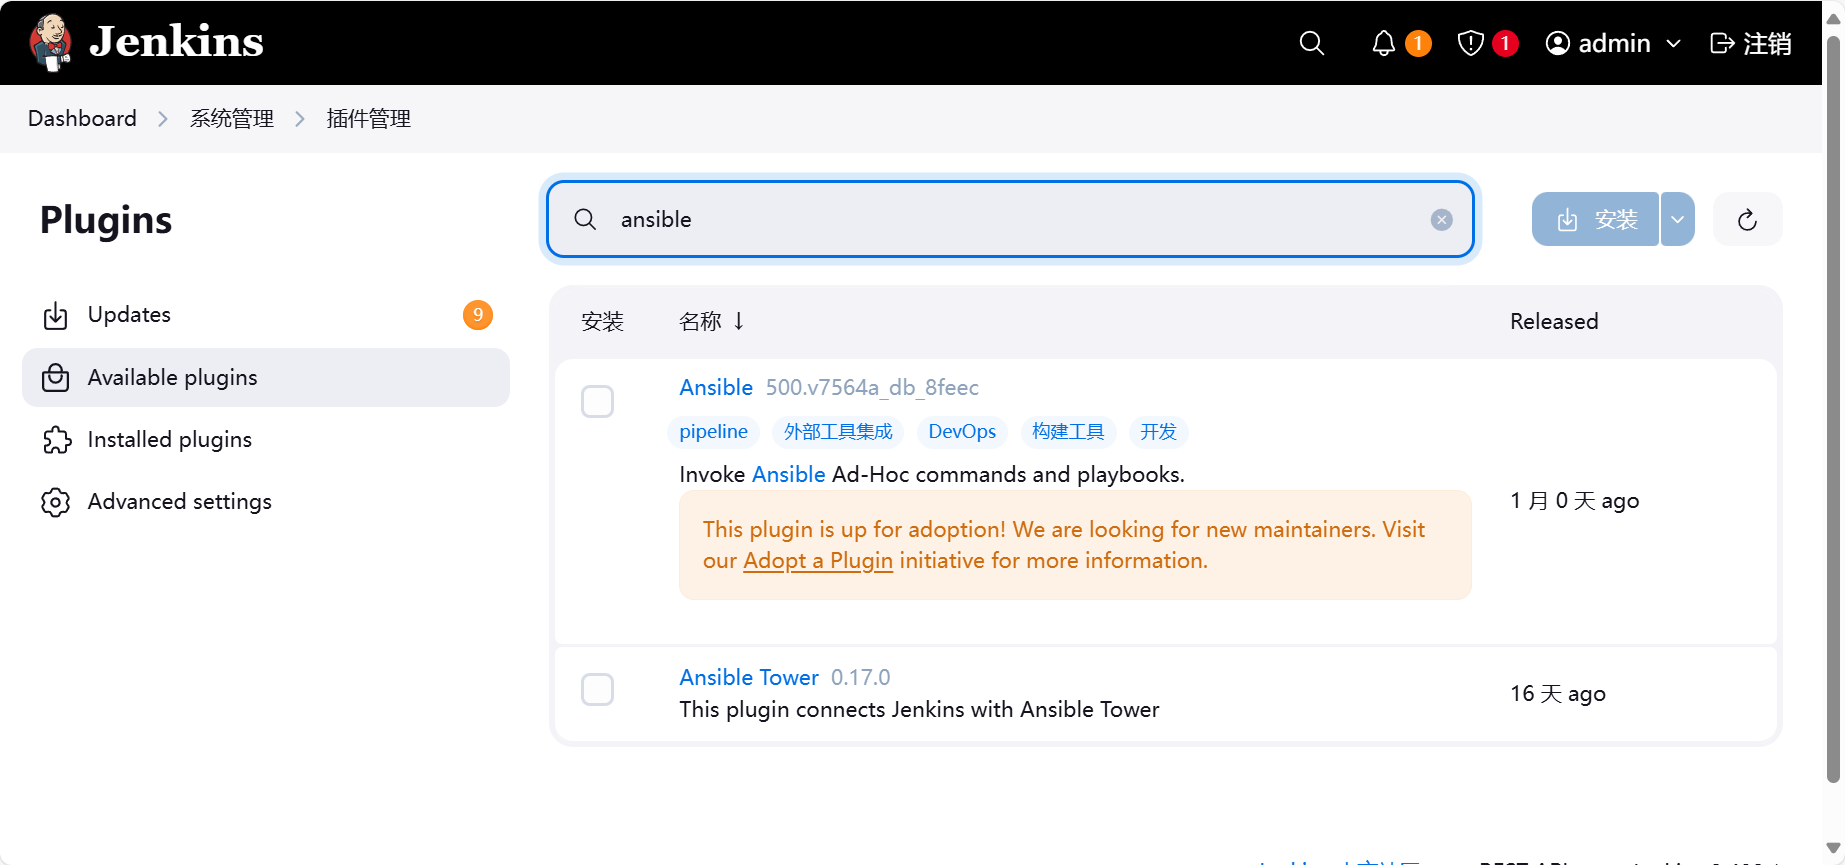 Jenkins
1
1
admin
注销
Dashboard
系统管理
插件管理
Plugins
ansible
安装
Updates
9
Available plugins
Installed plugins
Advanced settings
安装
名称 ↓
Released
Ansible 500.v7564a_db_8feec
pipeline 外部工具集成 DevOps 构建工具 开发
Invoke Ansible Ad-Hoc commands and playbooks.
This plugin is up for adoption! We are looking for new maintainers. Visit
our Adopt a Plugin initiative for more information.
1 月 0 天 ago
Ansible Tower 0.17.0
This plugin connects Jenkins with Ansible Tower
16 天 ago